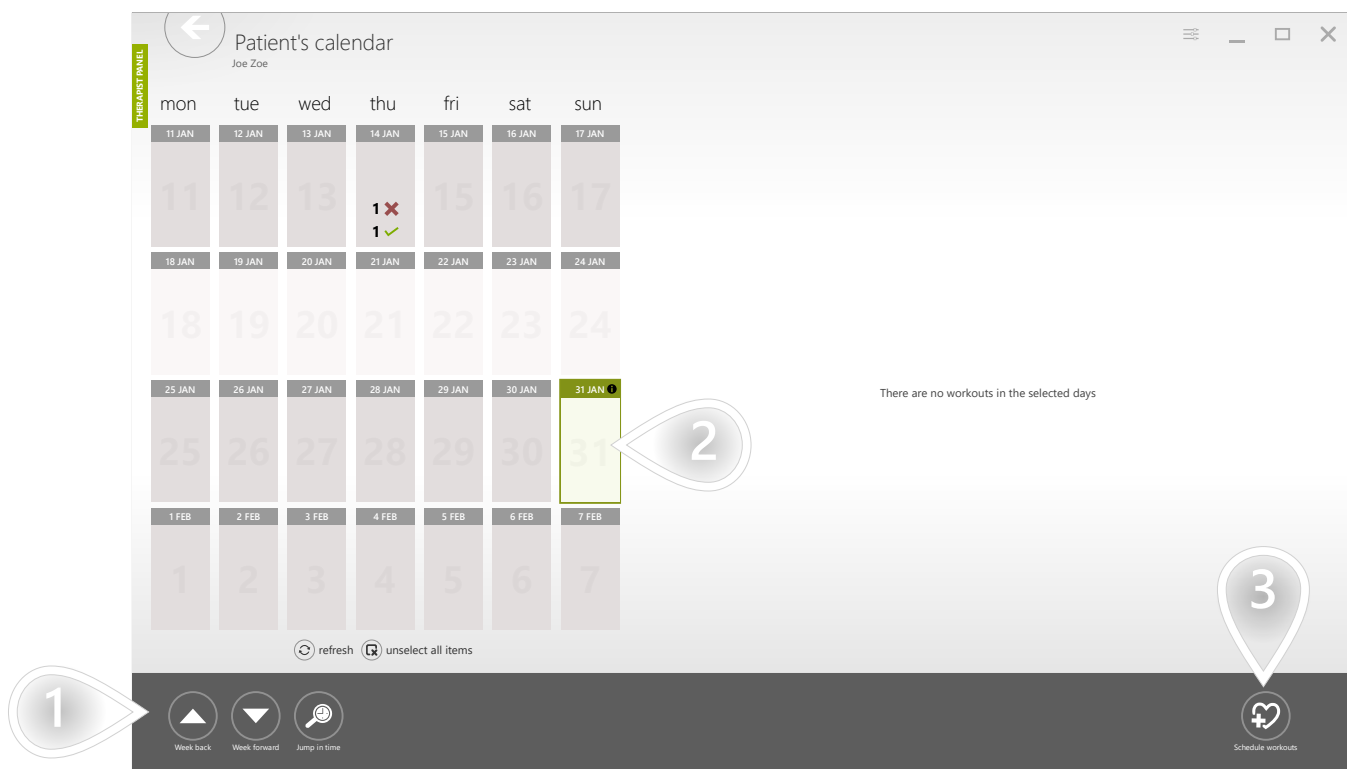 Patient's calendar
Joe Zoe
THERAPIST PANEL
mon tue wed thu fri sat sun
11 JAN 12 JAN 13 JAN 14 JAN 15 JAN 16 JAN 17 JAN
11 12 13 15 16 17
1
1
18 JAN 19 JAN 20 JAN 21 JAN 22 JAN 23 JAN 24 JAN
18 19 20 21 22 23 24
25 JAN 26 JAN 27 JAN 28 JAN 29 JAN 30 JAN 31 JAN
25 26 27 28 29 30 31
There are no workouts in the selected days
2
1 FEB 2 FEB 3 FEB 4 FEB 5 FEB 6 FEB 7 FEB
1 2 3 4 5 6 7
3
refresh unselect all items
1
Week back Week forward Jump in time Schedule workouts